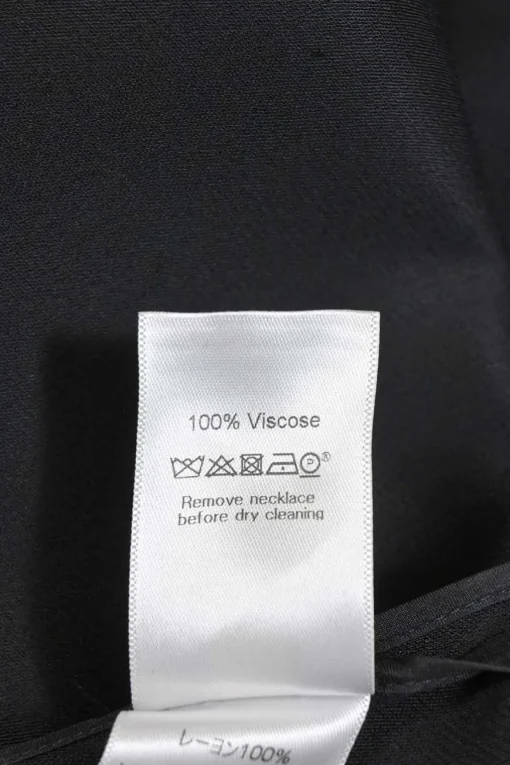 100% Viscose
P ®
Remove necklace
before dry cleaning
レーヨン100%